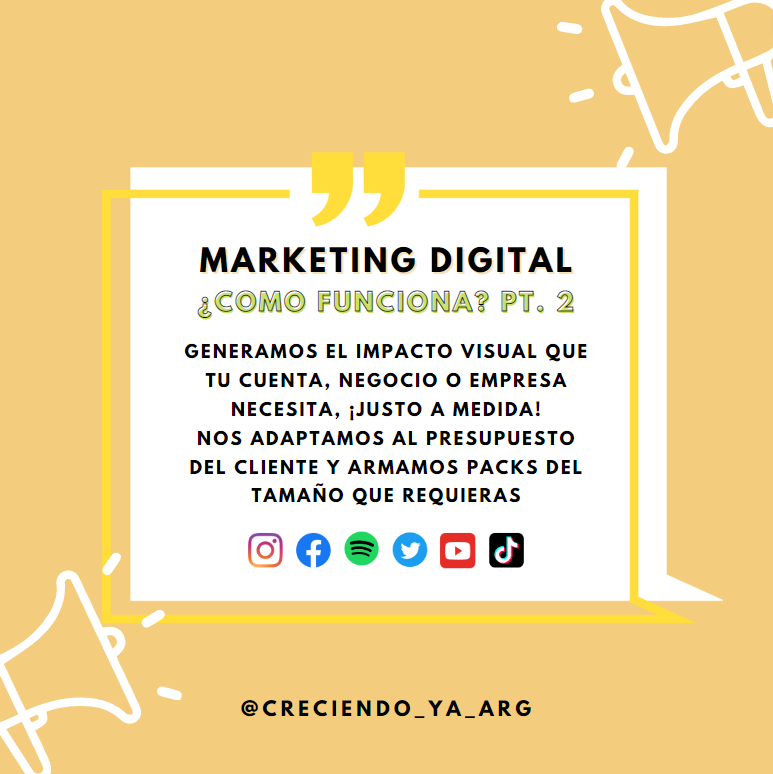 MARKETING DIGITAL
¿COMO FUNCIONA? PT. 2
GENERAMOS EL IMPACTO VISUAL QUE
TU CUENTA, NEGOCIO O EMPRESA
NECESITA, ¡JUSTO A MEDIDA!
NOS ADAPTAMOS AL PRESUPUESTO
DEL CLIENTE Y ARMAMOS PACKS DEL
TAMAÑO QUE REQUIERAS
@CRECIENDO_YA_ARG